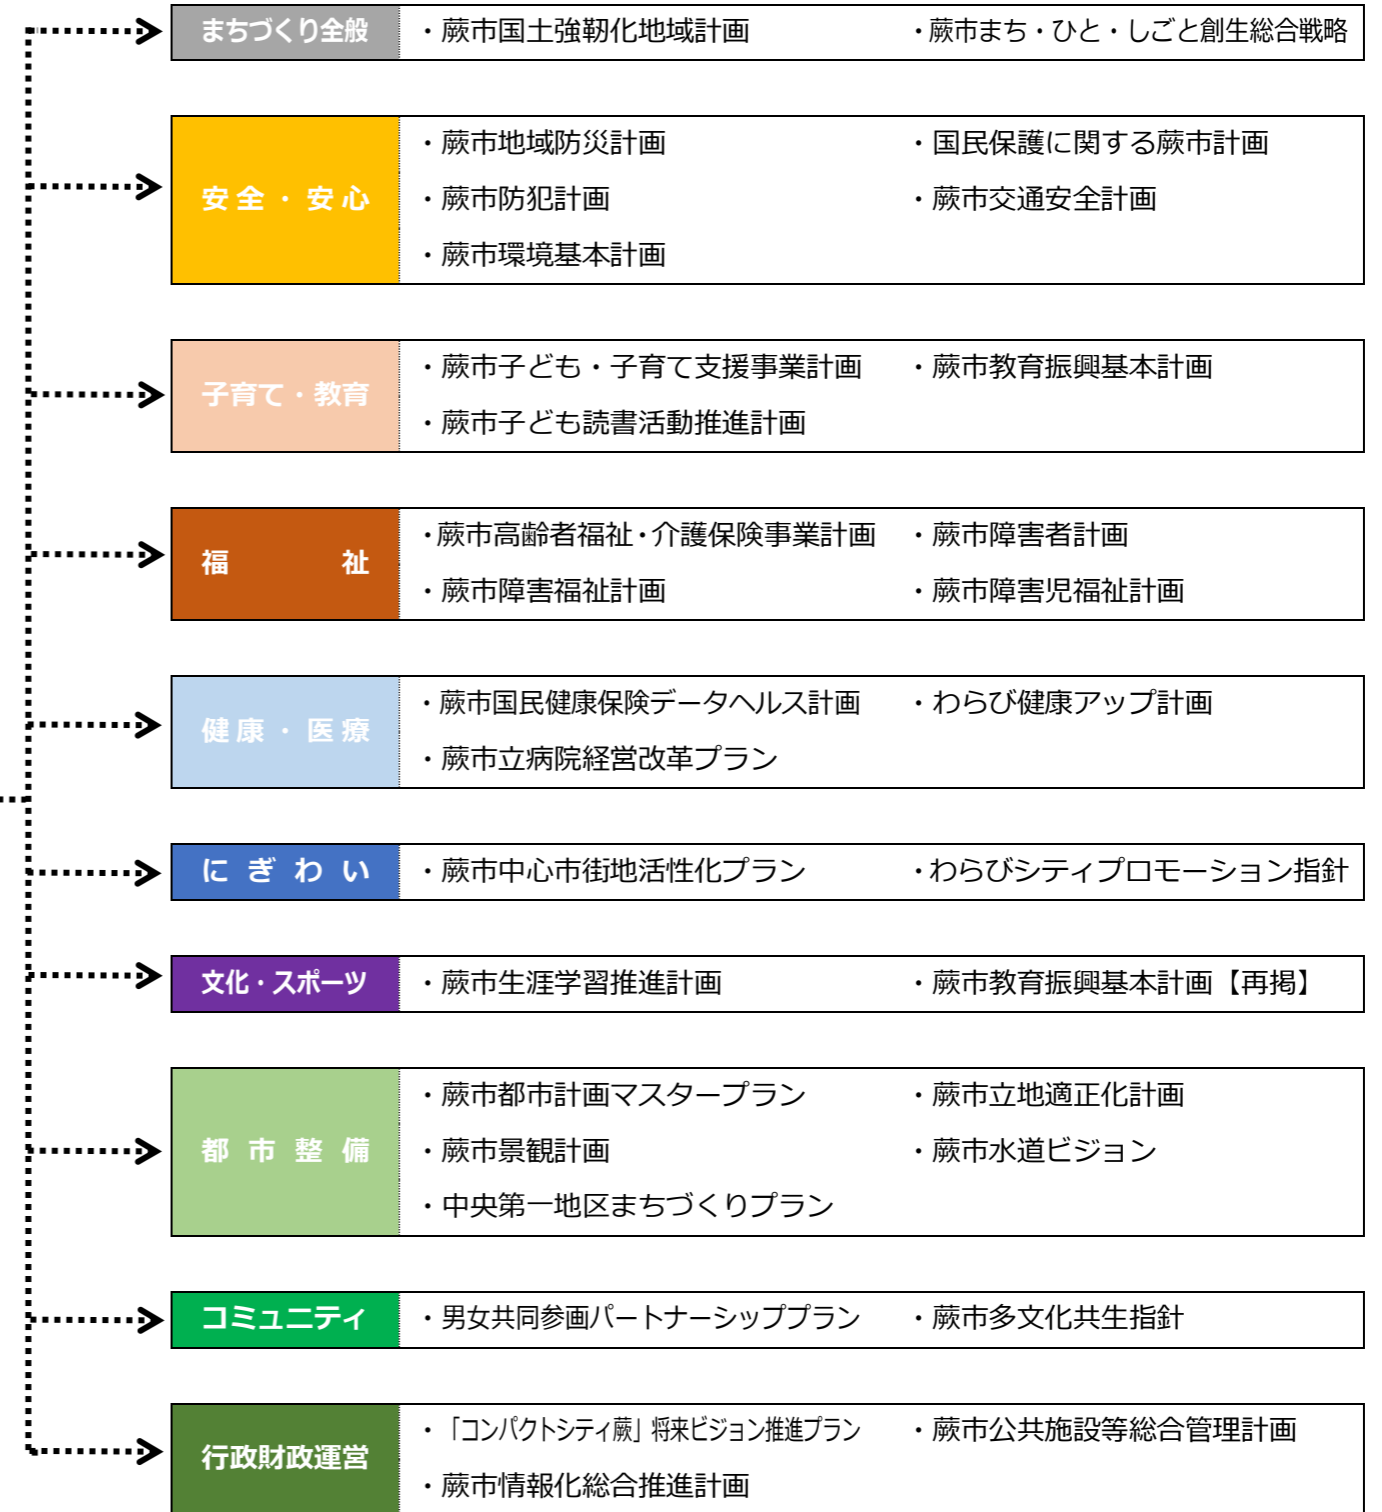 まちづくり全般
・蕨市国土強靭化地域計画 ・蕨市まち・ひと・しごと創生総合戦略
安全・安心
・蕨市地域防災計画 ・国民保護に関する蕨市計画
・蕨市防犯計画 ・蕨市交通安全計画
・蕨市環境基本計画
子育て・教育
・蕨市子ども・子育て支援事業計画 ・蕨市教育振興基本計画
・蕨市子ども読書活動推進計画
福 祉
・蕨市高齢者福祉・介護保険事業計画 ・蕨市障害者計画
・蕨市障害福祉計画 ・蕨市障害児福祉計画
健康・医療
・蕨市国民健康保険データヘルス計画 ・わらび健康アップ計画
・蕨市立病院経営改革プラン
にぎわい
・蕨市中心市街地活性化プラン ・わらびシティプロモーション指針
文化・スポーツ
・蕨市生涯学習推進計画 ・蕨市教育振興基本計画【再掲】
都市整備
・蕨市都市計画マスタープラン ・蕨市立地適正化計画
・蕨市景観計画 ・蕨市水道ビジョン
・中央第一地区まちづくりプラン
コミュニティ
・男女共同参画パートナーシッププラン ・蕨市多文化共生指針
行政財政運営
・「コンパクトシティ蕨」将来ビジョン推進プラン ・蕨市公共施設等総合管理計画
・蕨市情報化総合推進計画